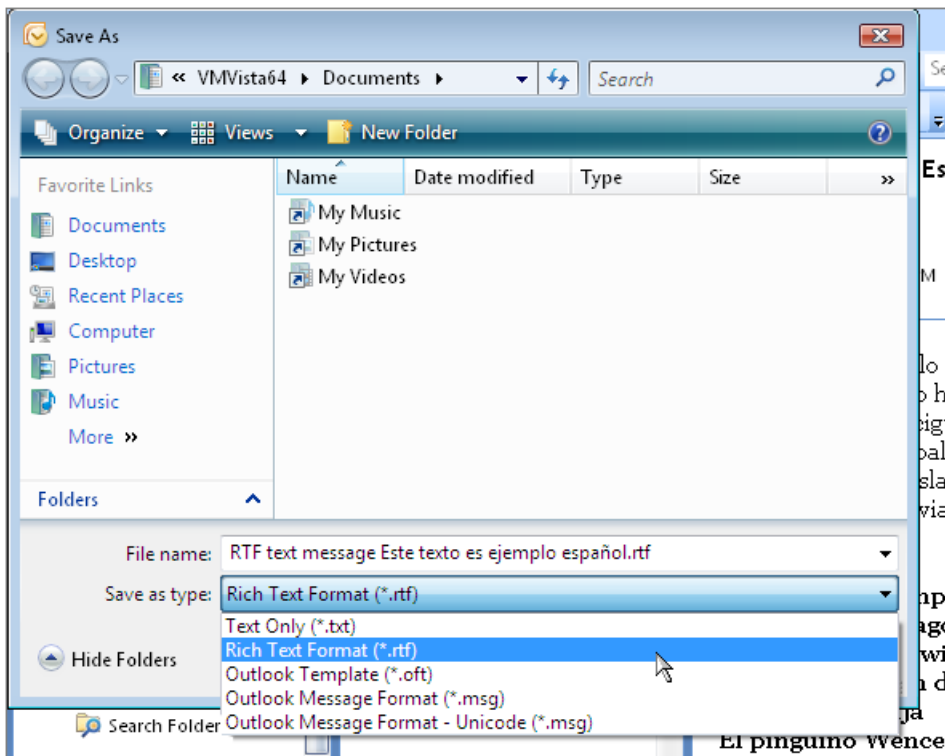 Save As
« VMVista64 Documents Search
Organize Views New Folder
Favorite Links
Documents
Desktop
Recent Places
Computer
Pictures
Music
More »
Folders
Name Date modified Type Size »
My Music
My Pictures
My Videos
File name: RTF text message Este texto es ejemplo español.rtf
Save as type: Rich Text Format (*.rtf)
Text Only (*.txt)
Rich Text Format (*.rtf)
Outlook Template (*.oft)
Outlook Message Format (*.msg)
Outlook Message Format - Unicode (*.msg)
Hide Folders
Search Folder
El pinguino Wence